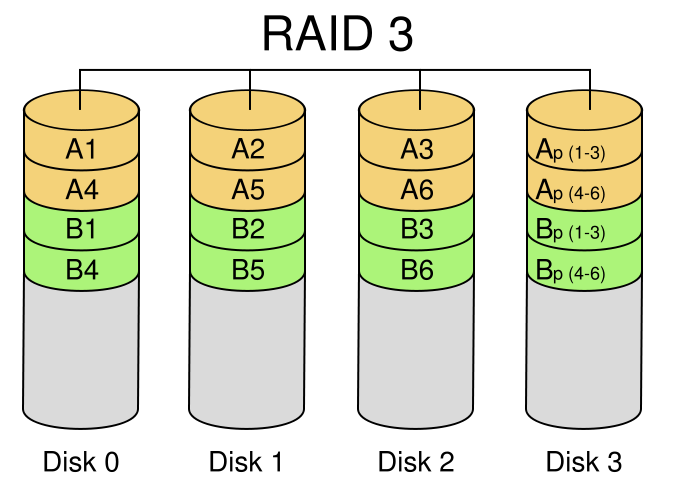 RAID 3
A1 A2 A3 Ap (1-3)
A4 A5 A6 Ap (4-6)
B1 B2 B3 Bp (1-3)
B4 B5 B6 Bp (4-6)
Disk 0 Disk 1 Disk 2 Disk 3